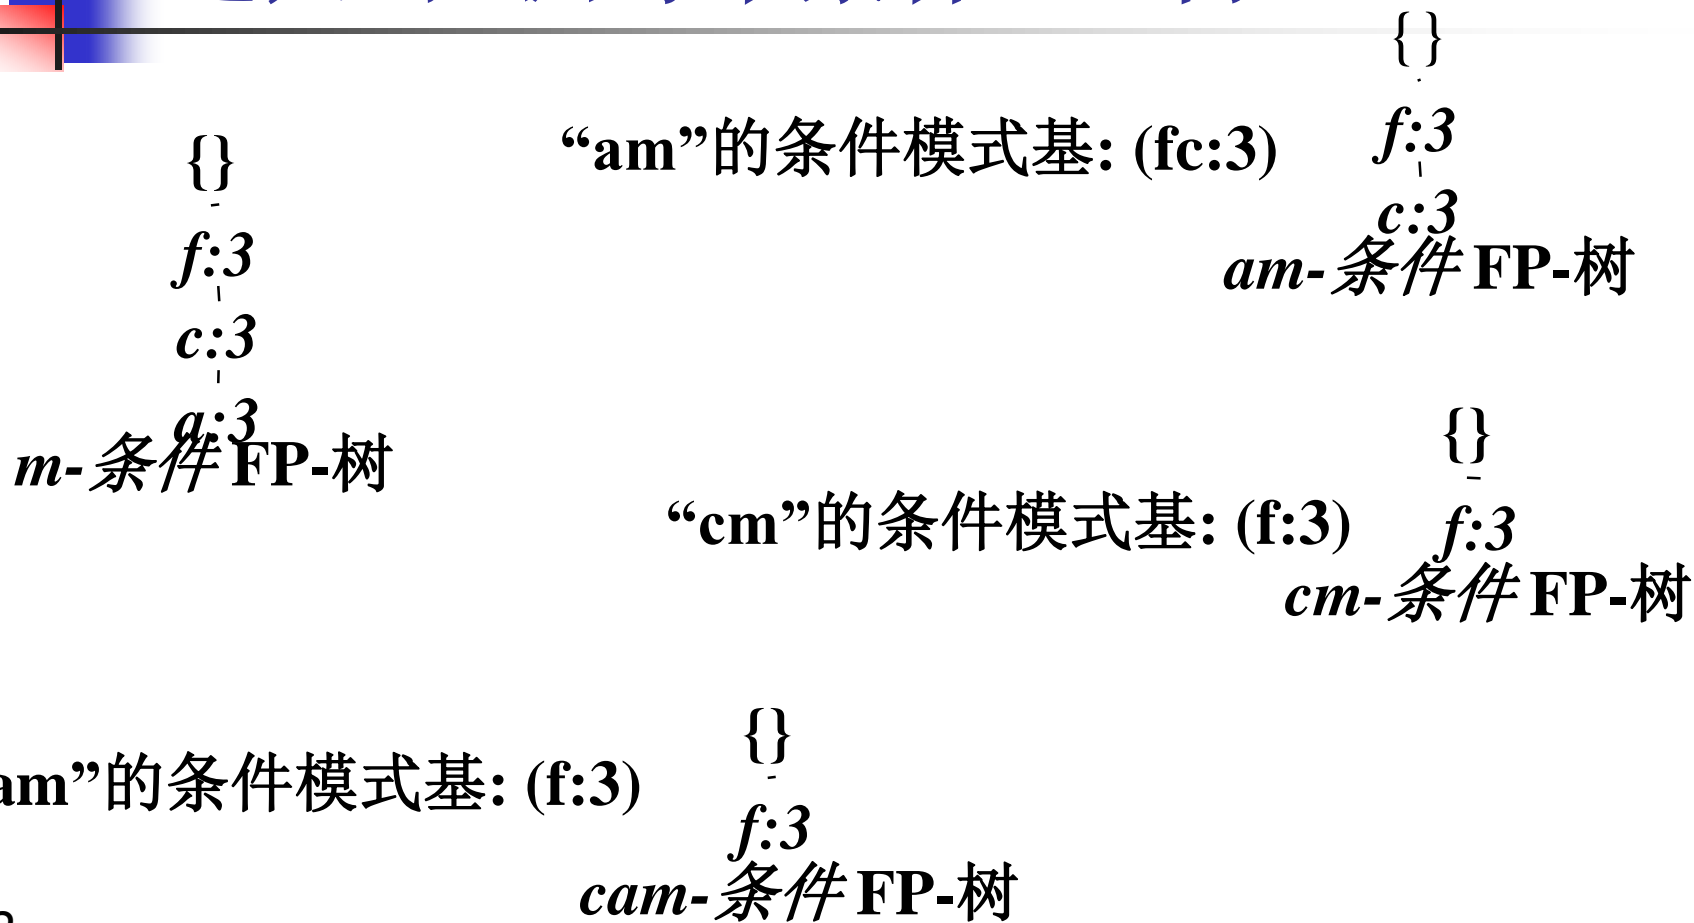 {}
“am”的条件模式基: (fc:3)
f:3
c:3
am-条件 FP-树
{}
f:3
c:3
a:3
m-条件 FP-树
{}
“cm”的条件模式基: (f:3)
f:3
cm-条件 FP-树
{}
am”的条件模式基: (f:3)
f:3
cam-条件 FP-树